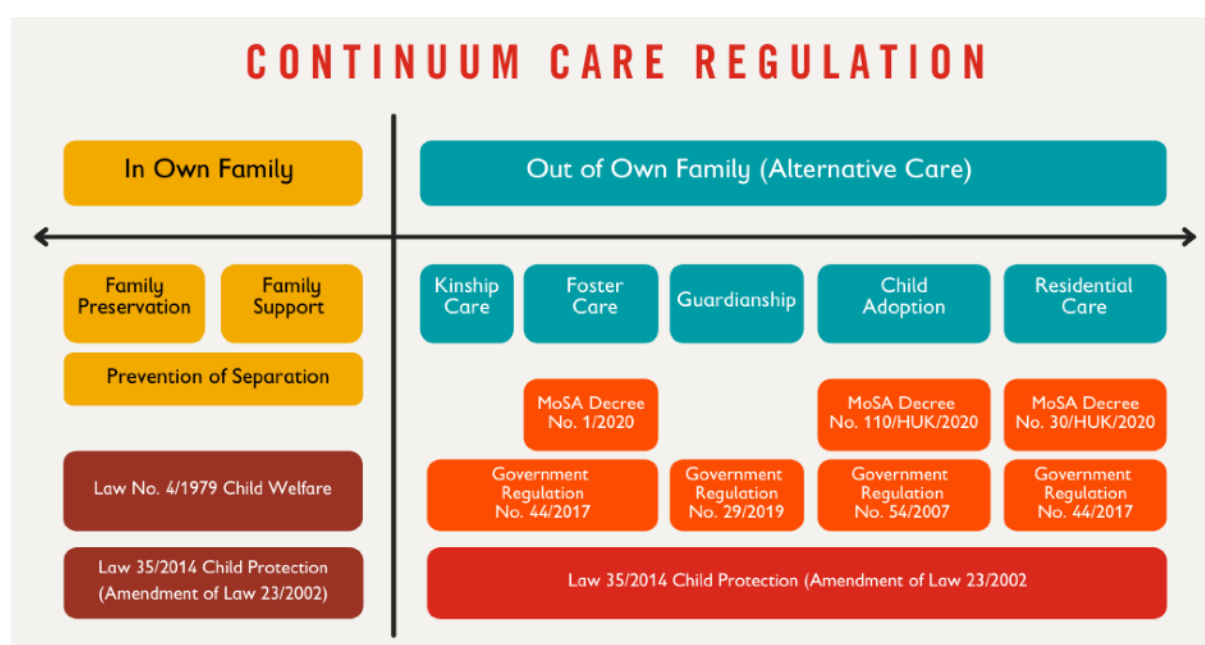 CONTINUUM CARE REGULATION
In Own Family
Out of Own Family (Alternative Care)
Family
Preservation
Family
Support
Kinship
Care
Foster
Care
Guardianship
Child
Adoption
Residential
Care
Prevention of Separation
MoSA Decree
No. 1/2020
MoSA Decree
No. 110/HUK/2020
MoSA Decree
No. 30/HUK/2020
Law No. 4/1979 Child Welfare
Government
Regulation
No. 44/2017
Government
Regulation
No. 29/2019
Government
Regulation
No. 54/2007
Government
Regulation
No. 44/2017
Law 35/2014 Child Protection
(Amendment of Law 23/2002)
Law 35/2014 Child Protection (Amendment of Law 23/2002